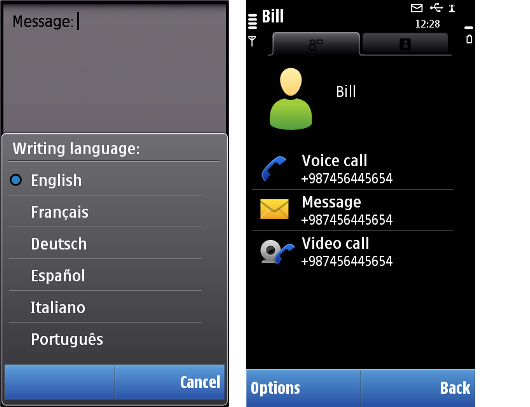 Message:
Writing language:
English
Français
Deutsch
Español
Italiano
Português
Cancel
Bill
12:28
Bill
Voice call
+987456445654
Message
+987456445654
Video call
+987456445654
Options
Back